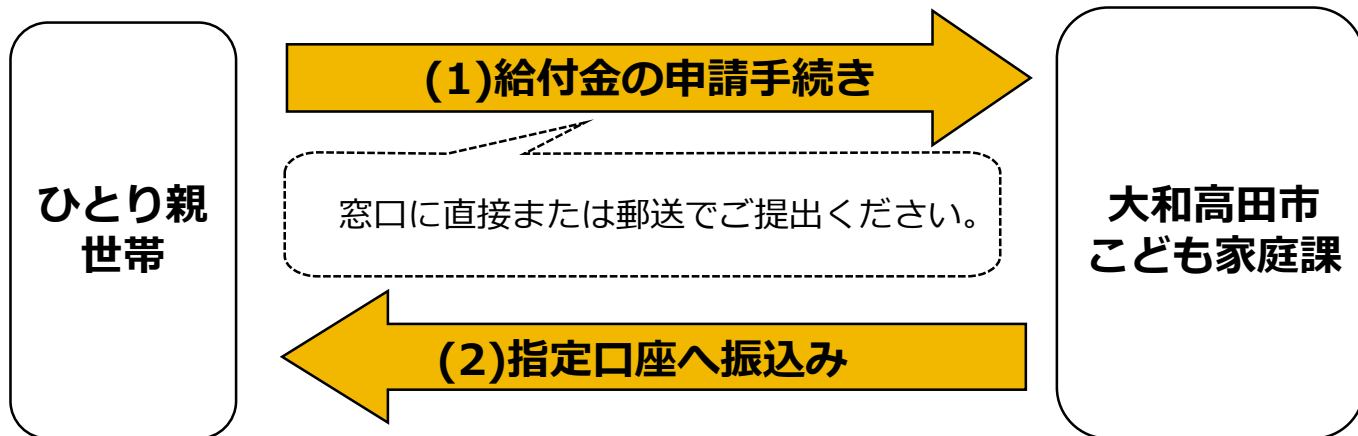 (1)給付金の申請手続き
ひとり親
世帯
窓口に直接または郵送でご提出ください。
大和高田市
こども家庭課
(2)指定口座へ振込み